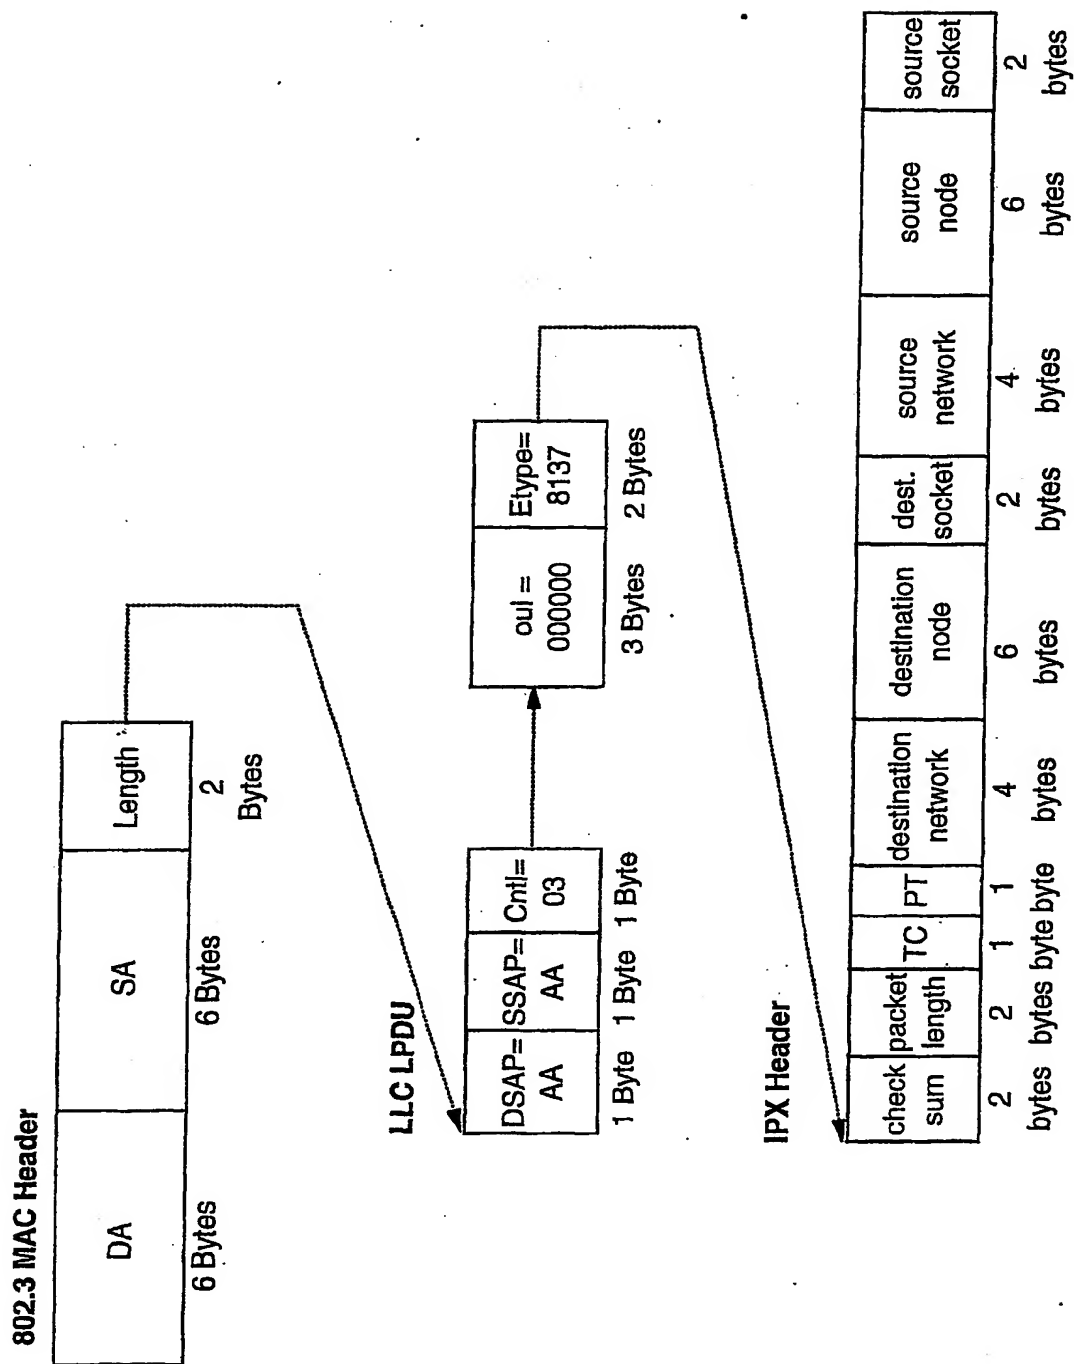 802.3 MAC Header
DA
SA
Length
6 Bytes
6 Bytes
2
Bytes
LLC LPDU
DSAP=
AA
SSAP=
AA
Cntl=
03
1 Byte
1 Byte
1 Byte
oui =
000000
Etype=
8137
3 Bytes
2 Bytes
IPX Header
check
sum
packet
length
TC
PT
destination
network
destination
node
dest.
socket
source
network
source
node
source
socket
2
bytes
2
bytes
1
byte
1
byte
4
bytes
6
bytes
2
bytes
4
bytes
6
bytes
2
bytes